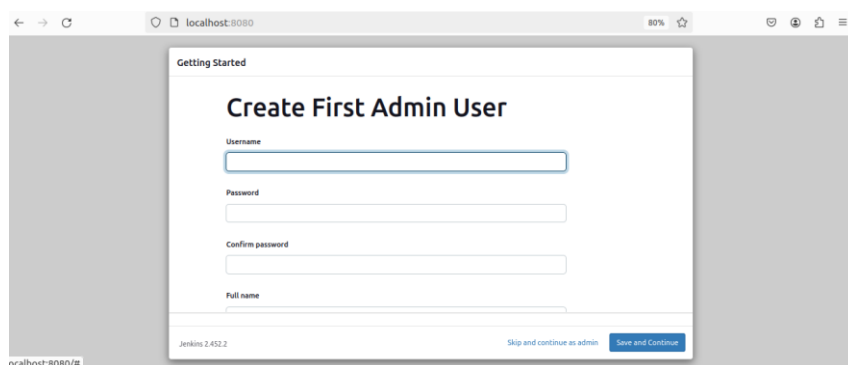 localhost:8080 80%
Getting Started
Create First Admin User
Username
Password
Confirm password
Full name
Jenkins 2.452.2 Skip and continue as admin Save and Continue
ocalhost:8080/#